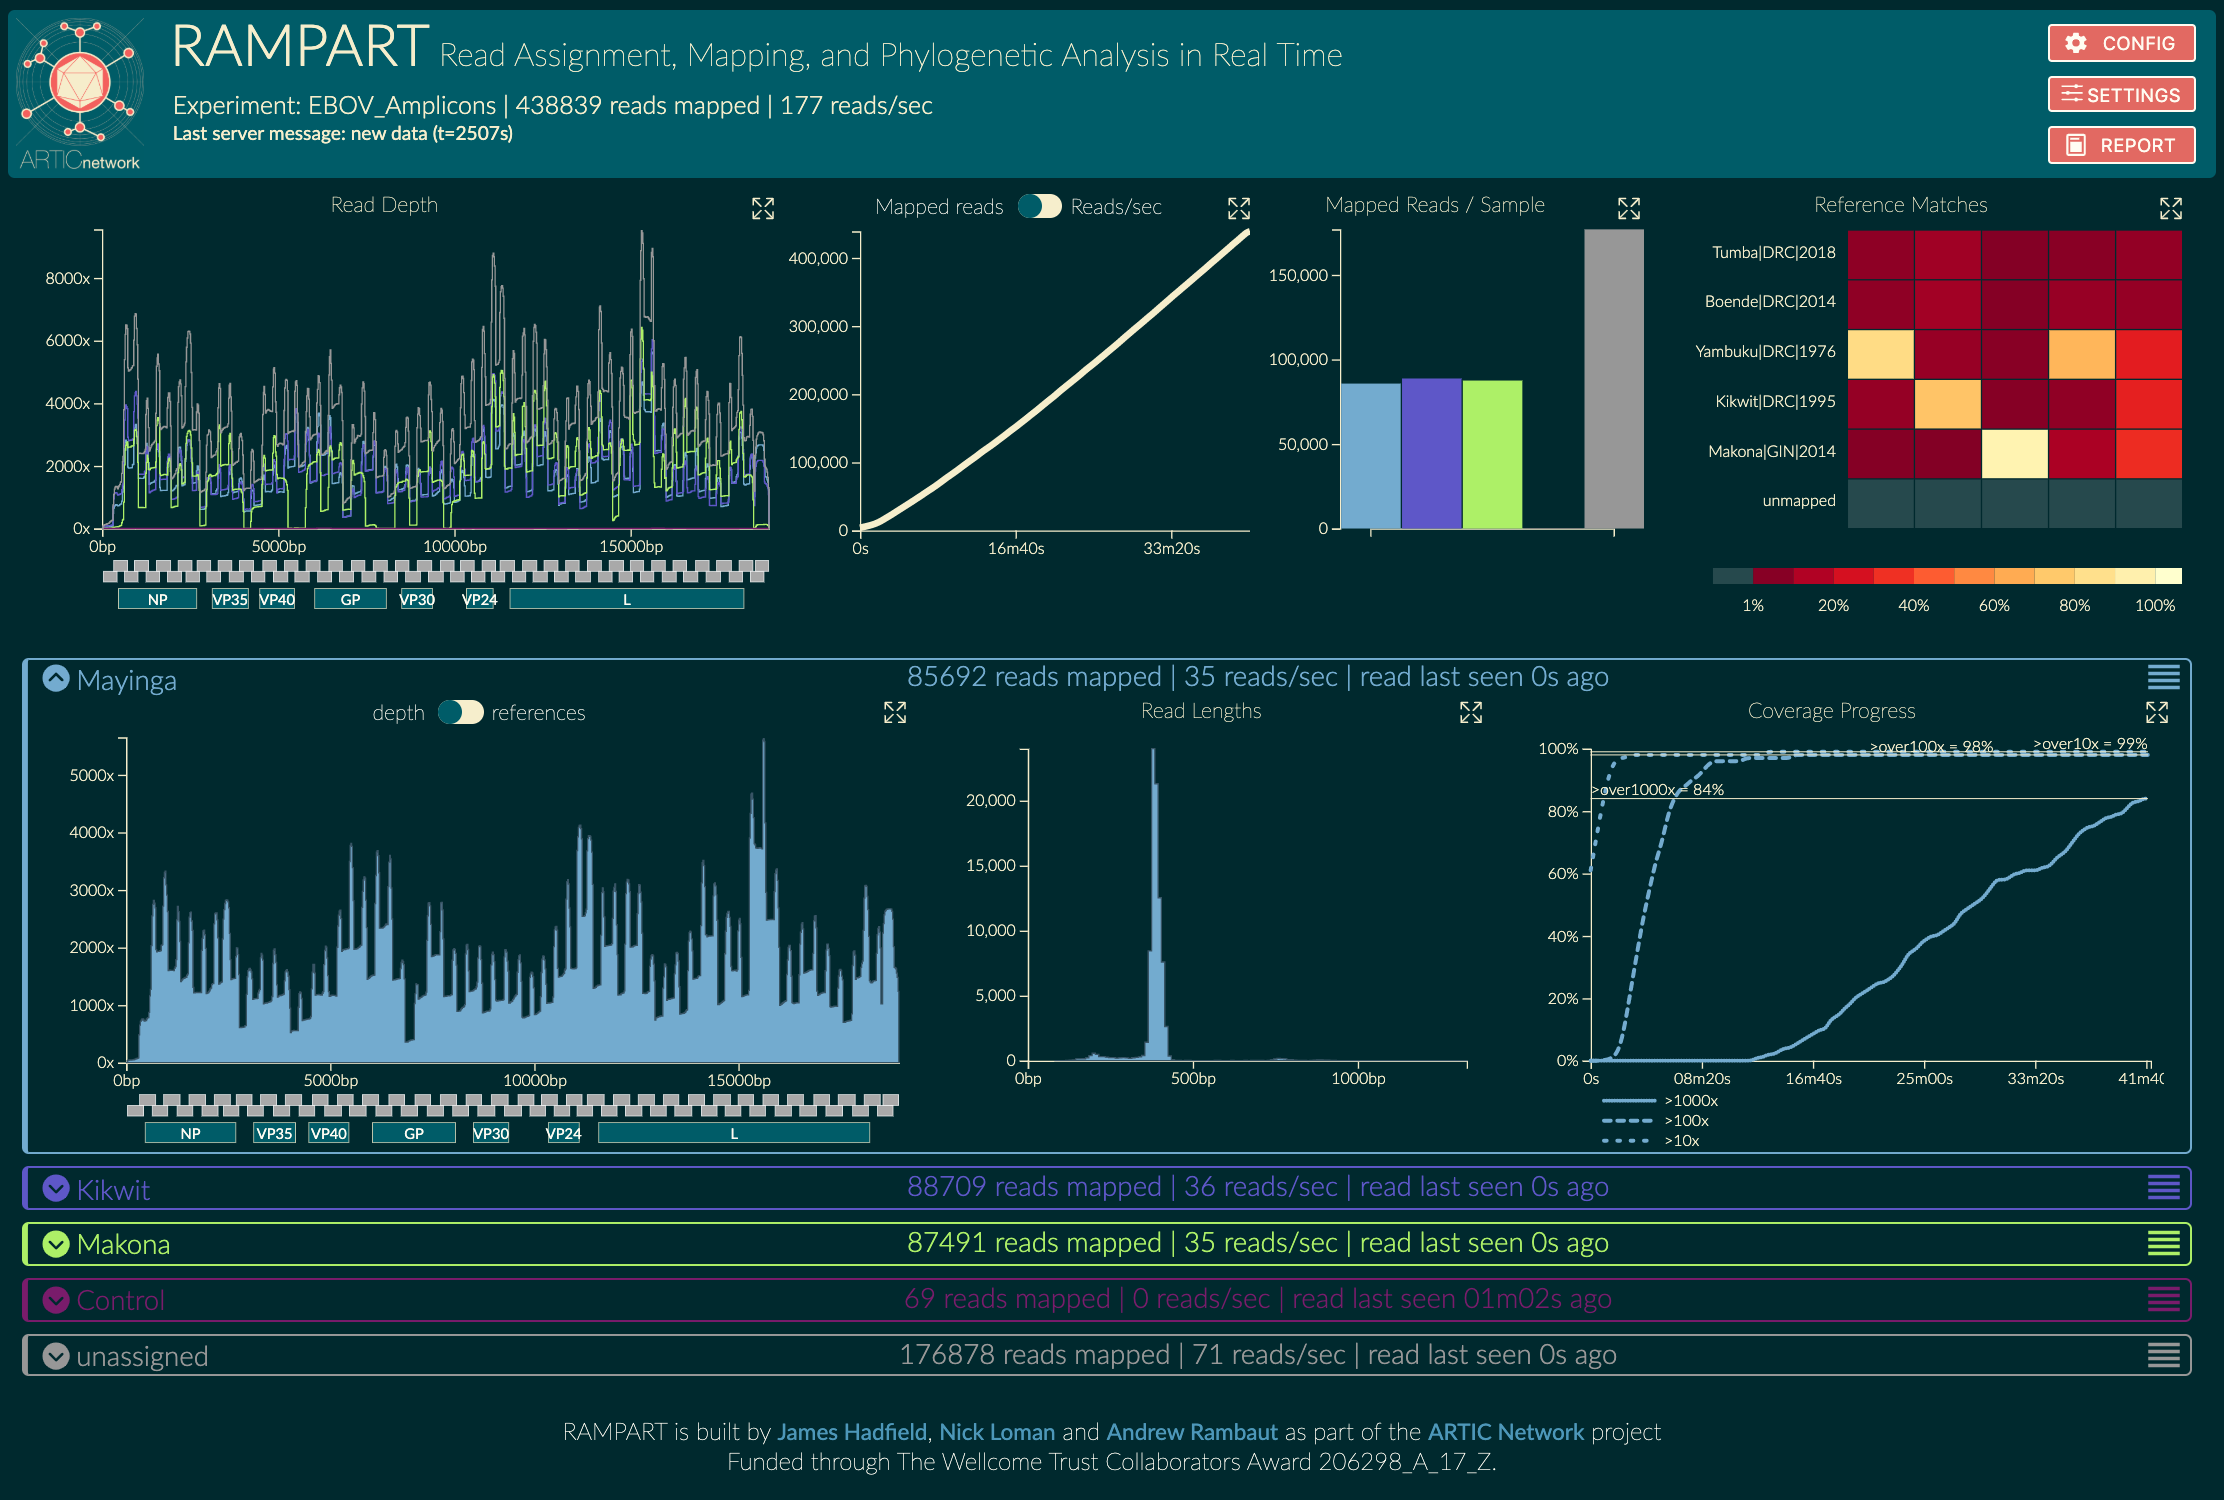 RAMPART Read Assignment, Mapping, and Phylogenetic Analysis in Real Time
Experiment: EBOV_Amplicons | 438839 reads mapped | 177 reads/sec
Last server message: new data (t=2507s)
ARTICnetwork
CONFIG
SETTINGS
REPORT
Read Depth
8000x
6000x
4000x
2000x
0x
0bp 5000bp 10000bp 15000bp
NP VP35 VP40 GP VP30 VP24 L
Mapped reads Reads/sec
400,000
300,000
200,000
100,000
0
0s 16m40s 33m20s
Mapped Reads / Sample
150,000
100,000
50,000
0
Reference Matches
Tumba|DRC|2018
Boende|DRC|2014
Yambuku|DRC|1976
Kikwit|DRC|1995
Makona|GIN|2014
unmapped
1% 20% 40% 60% 80% 100%
Mayinga
85692 reads mapped | 35 reads/sec | read last seen 0s ago
depth references
5000x
4000x
3000x
2000x
1000x
0x
0bp 5000bp 10000bp 15000bp
NP VP35 VP40 GP VP30 VP24 L
Read Lengths
20,000
15,000
10,000
5,000
0
0bp 500bp 1000bp
Coverage Progress
>over100x = 98% >over10x = 99%
>over1000x = 84%
100%
80%
60%
40%
20%
0%
0s 08m20s 16m40s 25m00s 33m20s 41m40
>1000x
>100x
>10x
Kikwit
88709 reads mapped | 36 reads/sec | read last seen 0s ago
Makona
87491 reads mapped | 35 reads/sec | read last seen 0s ago
Control
69 reads mapped | 0 reads/sec | read last seen 01m02s ago
unassigned
176878 reads mapped | 71 reads/sec | read last seen 0s ago
RAMPART is built by James Hadfield, Nick Loman and Andrew Rambaut as part of the ARTIC Network project
Funded through The Wellcome Trust Collaborators Award 206298_A_17_Z.